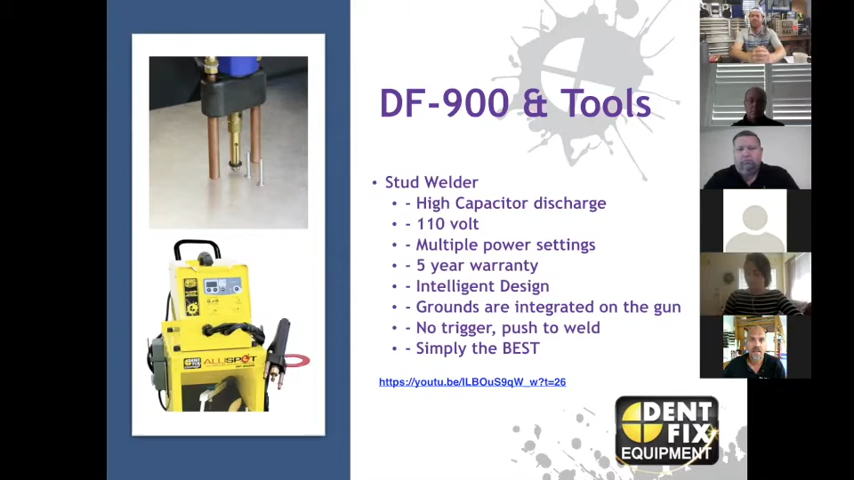 DF-900 & Tools
• Stud Welder
• - High Capacitor discharge
• - 110 volt
• - Multiple power settings
• - 5 year warranty
• - Intelligent Design
• - Grounds are integrated on the gun
• - No trigger, push to weld
• - Simply the BEST
https://youtu.be/ILBOuS9qW_w?t=26
ALUSPOT
DENT
FIX
EQUIPMENT